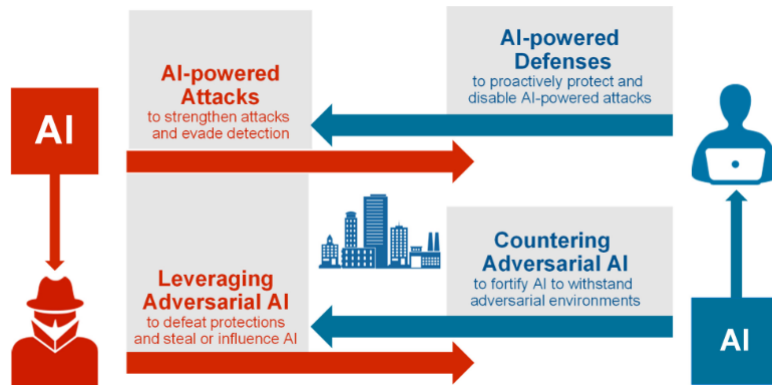 AI
AI-powered
Attacks
to strengthen attacks
and evade detection
AI-powered
Defenses
to proactively protect and
disable AI-powered attacks
Leveraging
Adversarial AI
to defeat protections
and steal or influence AI
Countering
Adversarial AI
to fortify AI to withstand
adversarial environments
AI